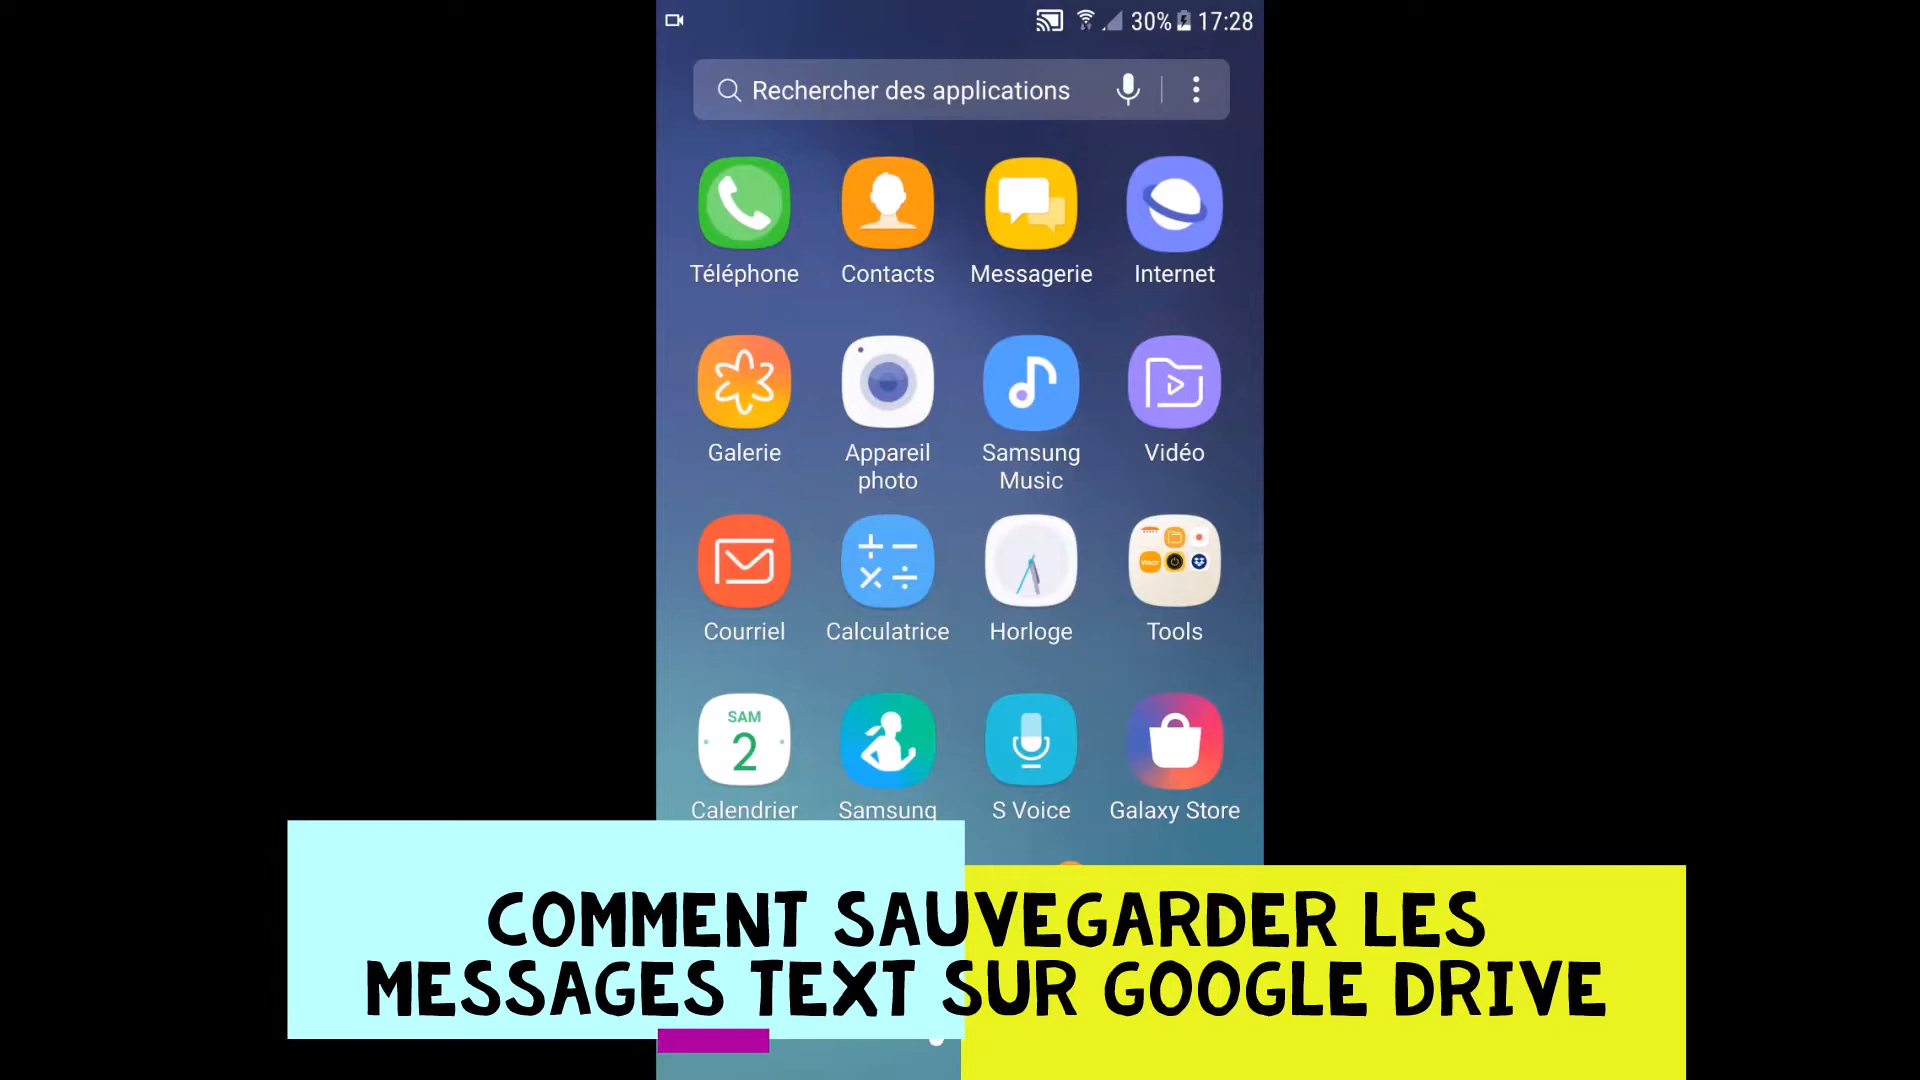 30% 17:28
Rechercher des applications
Téléphone Contacts Messagerie Internet
Galerie Appareil photo Samsung Music Vidéo
Wear
Courriel Calculatrice Horloge Tools
SAM
2
Calendrier Samsung S Voice Galaxy Store
COMMENT SAUVEGARDER LES
MESSAGES TEXT SUR GOOGLE DRIVE